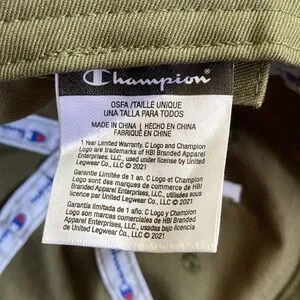 Champion®
OSFA/TAILLE UNIQUE
UNA TALLA PARA TODOS
MADE IN CHINA | HECHO EN CHINA
FABRIQUÉ EN CHINE
1 Year Limited Warranty. C Logo and Champion
Logo are trademarks of HBI Branded Apparel
Enterprises, LLC., used under license by United
Legwear Co., LLC ©2021
Garantie Limitée de 1 an. C Logo et Champion
Logo sont des marques de commerces de HBI
Branded Apparel Enterprises, LLC., utilisées sous
licence par United Legwear Co., LLC ©2021
Garantía limitada de 1 año. C Logo y Champion
Logo son marcas comerciales de HBI Branded
Apparel Enterprises, LLC., usadas bajo licencia
de United Legwear Co., LLC ©2021